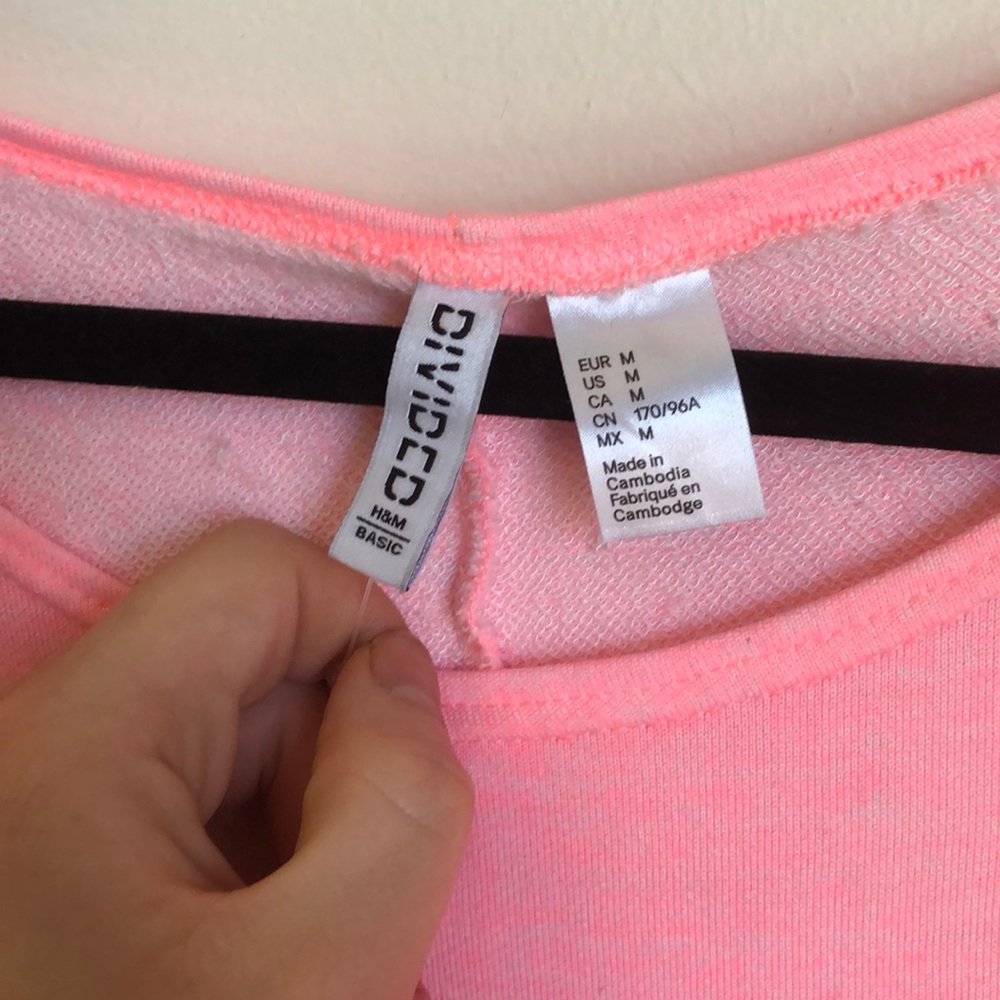 DIVIDED
H&M
BASIC
EUR M
US M
CA M
CN 170/96A
MX M
Made in
Cambodia
Fabriqué en
Cambodge